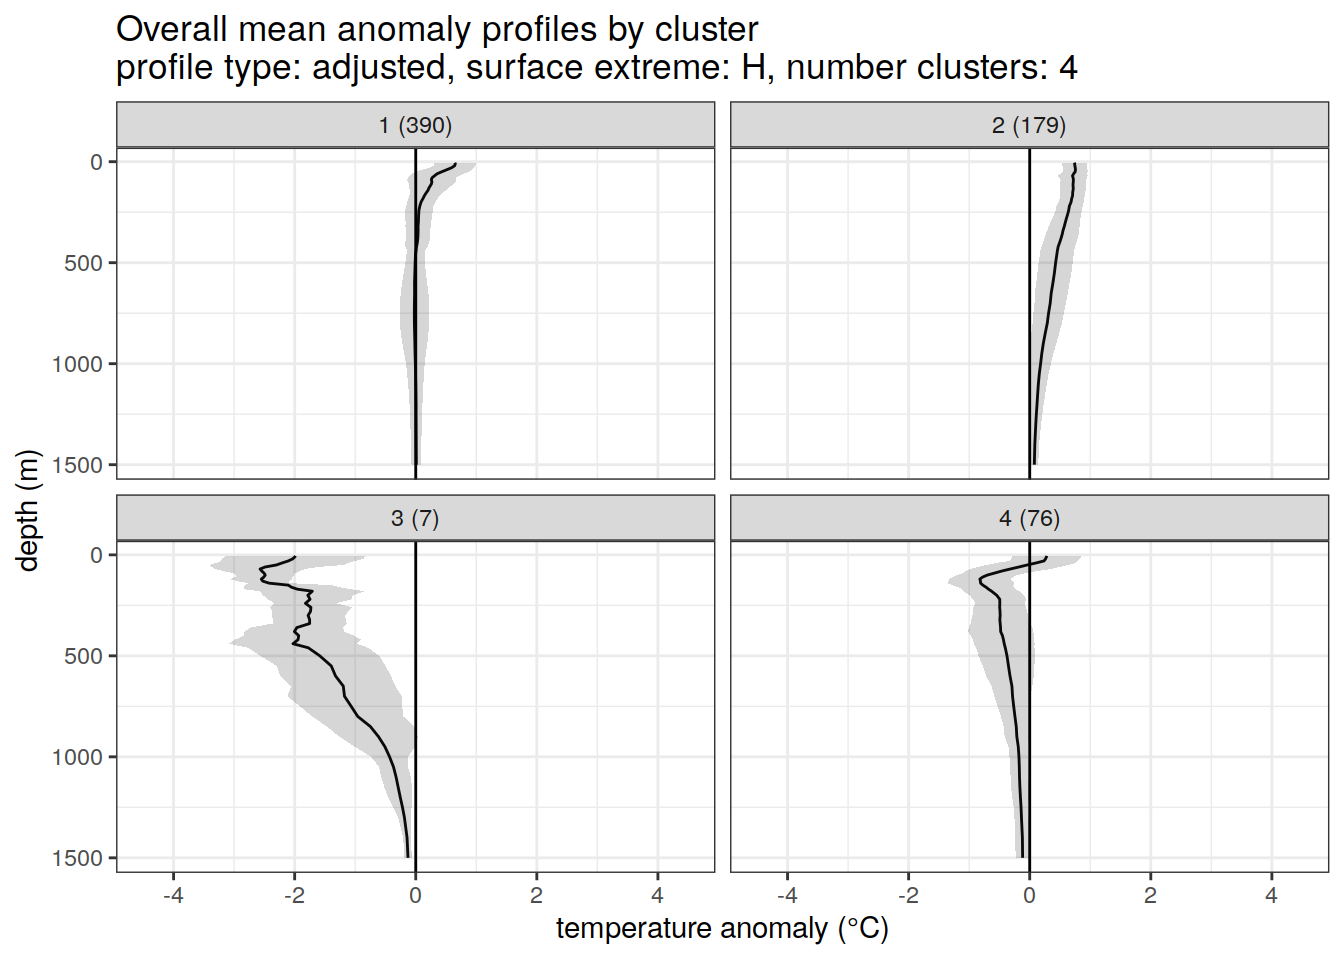 Overall mean anomaly profiles by cluster
profile type: adjusted, surface extreme: H, number clusters: 4
1 (390)
2 (179)
0
500
1000
1500
3 (7)
4 (76)
0
500
1000
1500
depth (m)
-4 -2 0 2 4
-4 -2 0 2 4
temperature anomaly (°C)